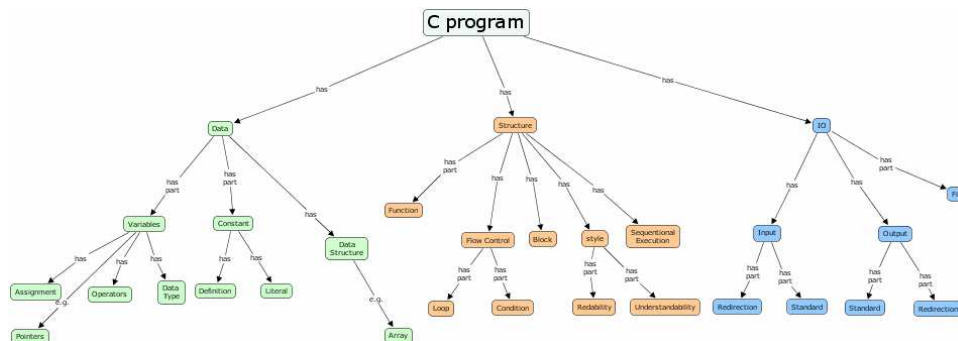 C program
has
has
has
Data
Structure
IO
has
part
has
part
has
has
part
has
has
has
has
part
has
has
has
part
Function
Variables
Constant
Data
Structure
Flow Control
Block
style
Sequentional
Execution
Input
Output
has
e.g.
has
has
has
has
e.g.
has
part
has
part
has
part
has
part
has
part
has
part
has
part
has
part
Assignment
Operators
Data
Type
Definition
Literal
Pointers
Array
Loop
Condition
Redability
Understandability
Redirection
Standard
Standard
Redirection